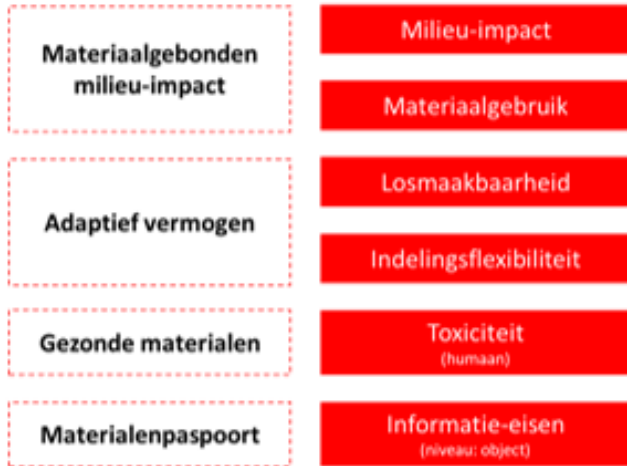 Materiaalgebonden
milieu-impact
Milieu-impact
Materiaalgebruik
Adaptief vermogen
Losmaakbaarheid
Indelingsflexibiliteit
Gezonde materialen
Toxiciteit
(humaan)
Materialenpaspoort
Informatie-eisen
(niveau: object)